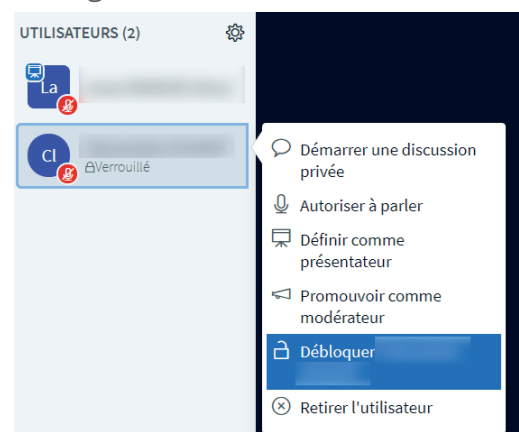 UTILISATEURS (2)
La
Cl
Verrouillé
Démarrer une discussion
privée
Autoriser à parler
Définir comme
présentateur
Promouvoir comme
modérateur
Débloquer
Retirer l'utilisateur